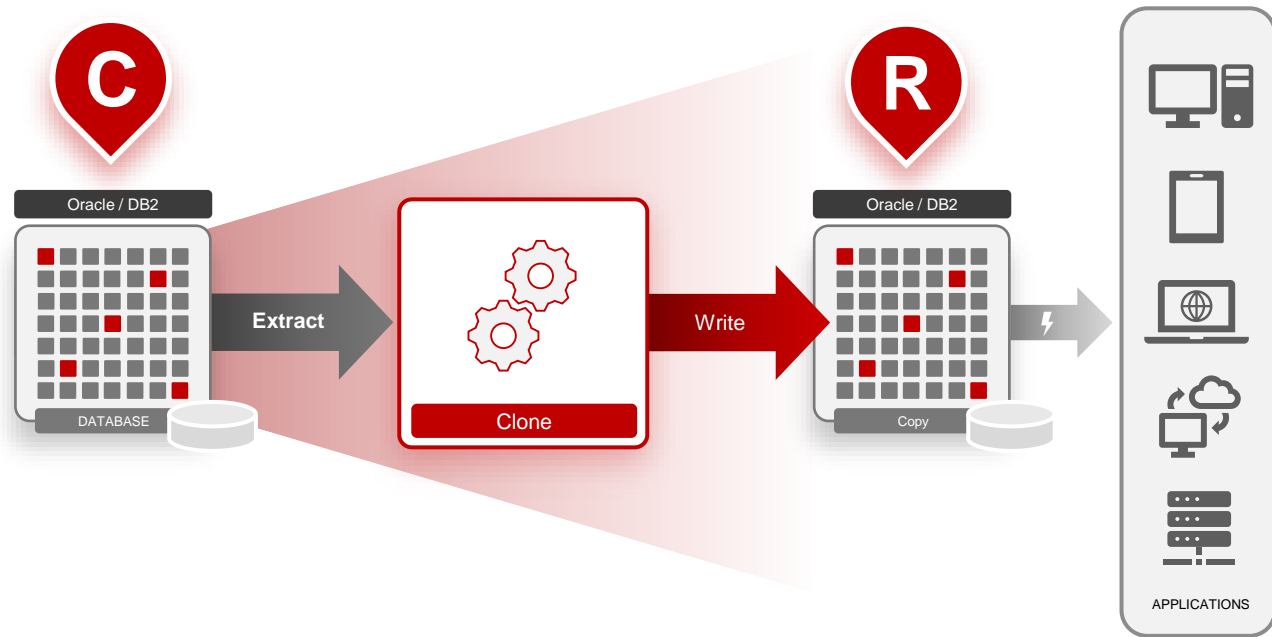 C
R
Oracle / DB2
Oracle / DB2
Extract
Write
Clone
DATABASE
Copy
APPLICATIONS